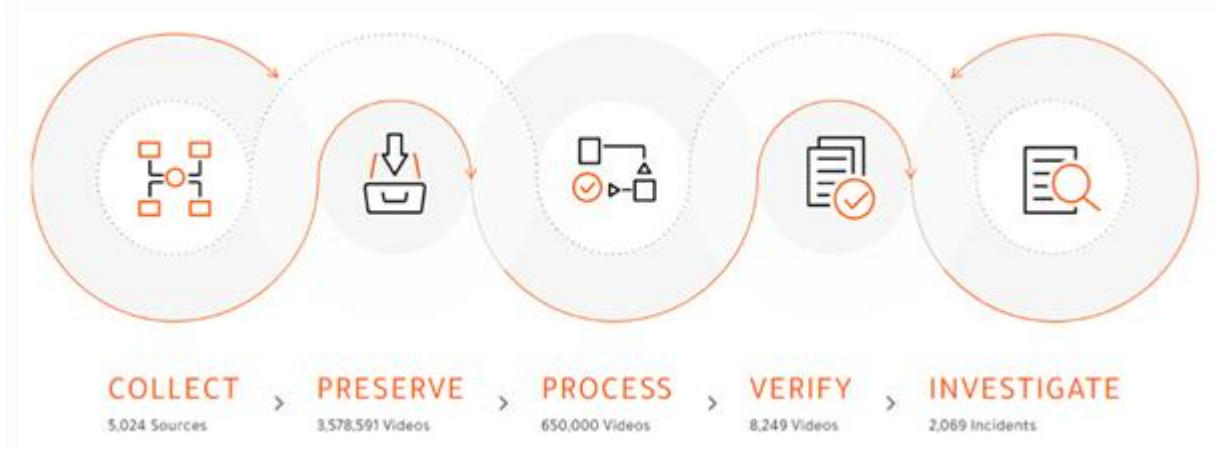 COLLECT > PRESERVE > PROCESS > VERIFY > INVESTIGATE
5,024 Sources 3,578,591 Videos 650,000 Videos 8,249 Videos 2,069 Incidents